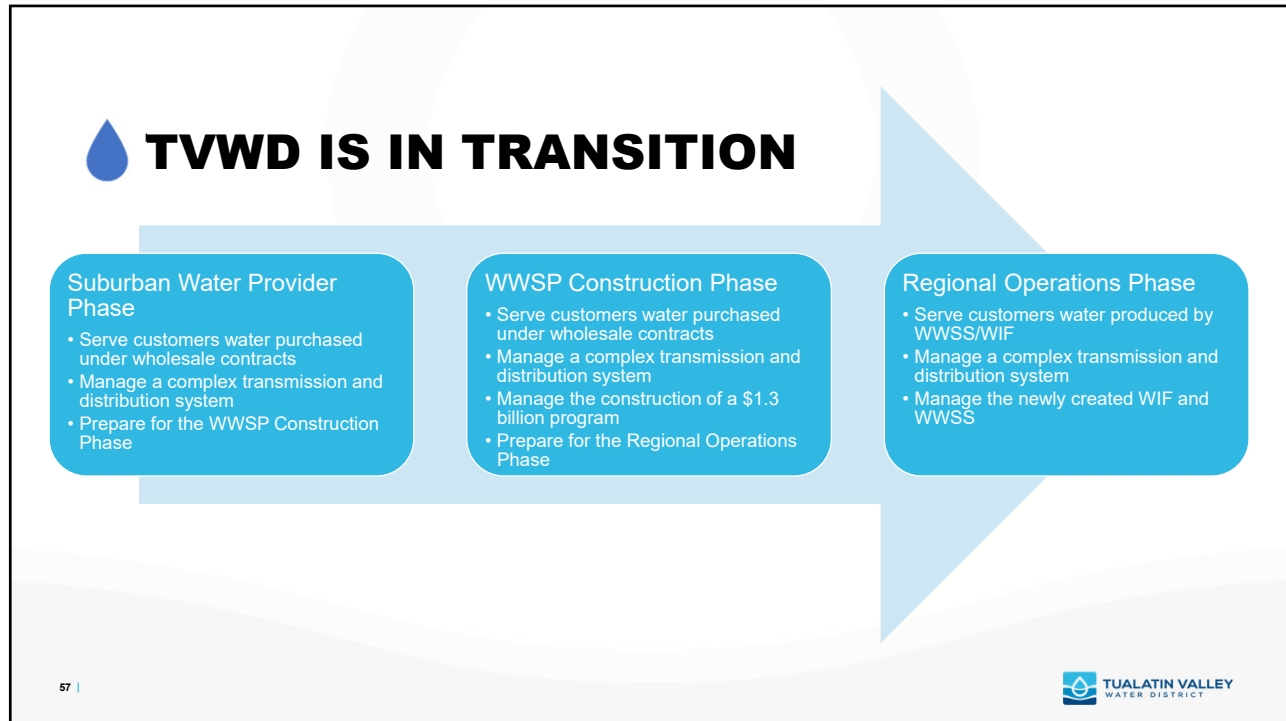 TVWD IS IN TRANSITION
Suburban Water Provider
Phase
• Serve customers water purchased
under wholesale contracts
• Manage a complex transmission and
distribution system
• Prepare for the WWSP Construction
Phase
WWSP Construction Phase
• Serve customers water purchased
under wholesale contracts
• Manage a complex transmission and
distribution system
• Manage the construction of a $1.3
billion program
• Prepare for the Regional Operations
Phase
Regional Operations Phase
• Serve customers water produced by
WWSS/WIF
• Manage a complex transmission and
distribution system
• Manage the newly created WIF and
WWSS
57 |
TUALATIN VALLEY
WATER DISTRICT